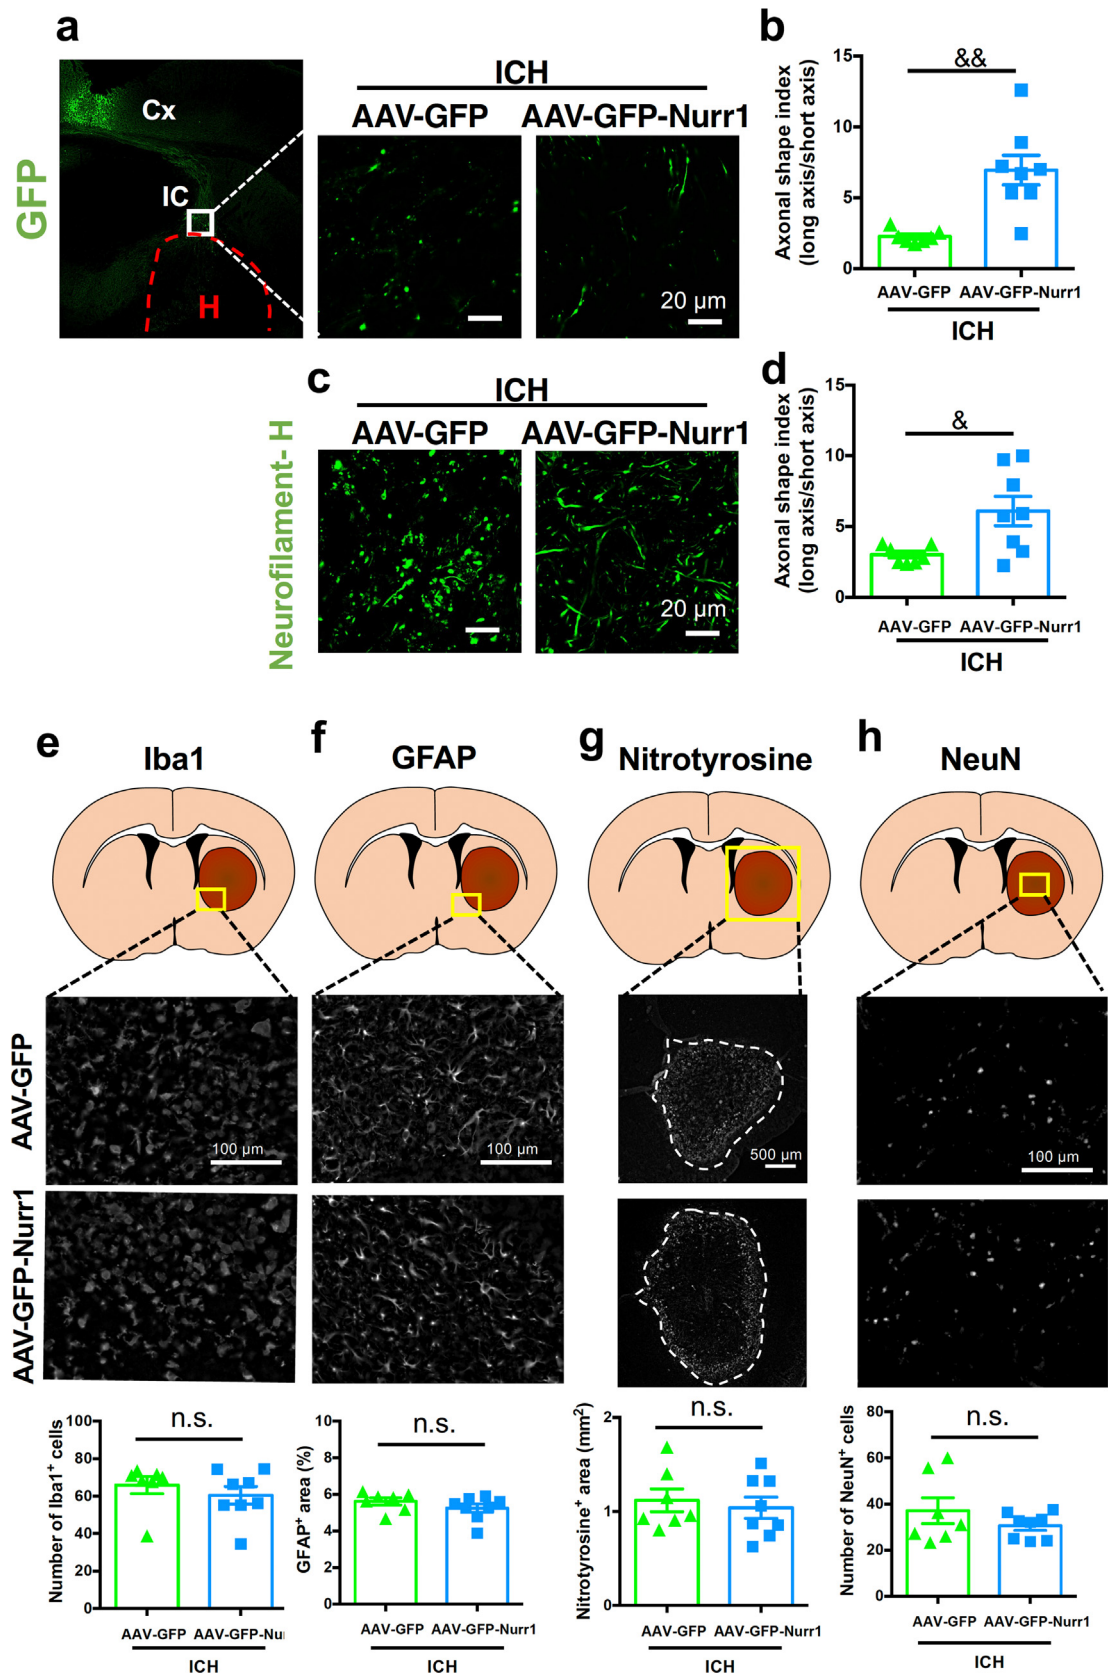 a
GFP
Cx
IC
H
ICH
AAV-GFP AAV-GFP-Nurr1
20 µm
b
Axonal shape index
(long axis/short axis)
15
10
5
0
&&
AAV-GFP AAV-GFP-Nurr1
ICH
c
Neurofilament- H
ICH
AAV-GFP AAV-GFP-Nurr1
20 µm
d
Axonal shape index
(long axis/short axis)
15
10
5
0
&
AAV-GFP AAV-GFP-Nurr1
ICH
e
Iba1
f
GFAP
g
Nitrotyrosine
h
NeuN
AAV-GFP
100 µm
100 µm
500 µm
100 µm
AAV-GFP-Nurr1
Number of Iba1⁺ cells
100
80
60
40
20
0
n.s.
AAV-GFP AAV-GFP-Nu
ICH
GFAP⁺ area (%)
10
8
6
4
2
0
n.s.
AAV-GFP AAV-GFP-Nurr1
ICH
Nitrotyrosine⁺ area (mm²)
2
1
0
n.s.
AAV-GFP AAV-GFP-Nurr1
ICH
Number of NeuN⁺ cells
80
60
40
20
0
n.s.
AAV-GFP AAV-GFP-Nurr1
ICH